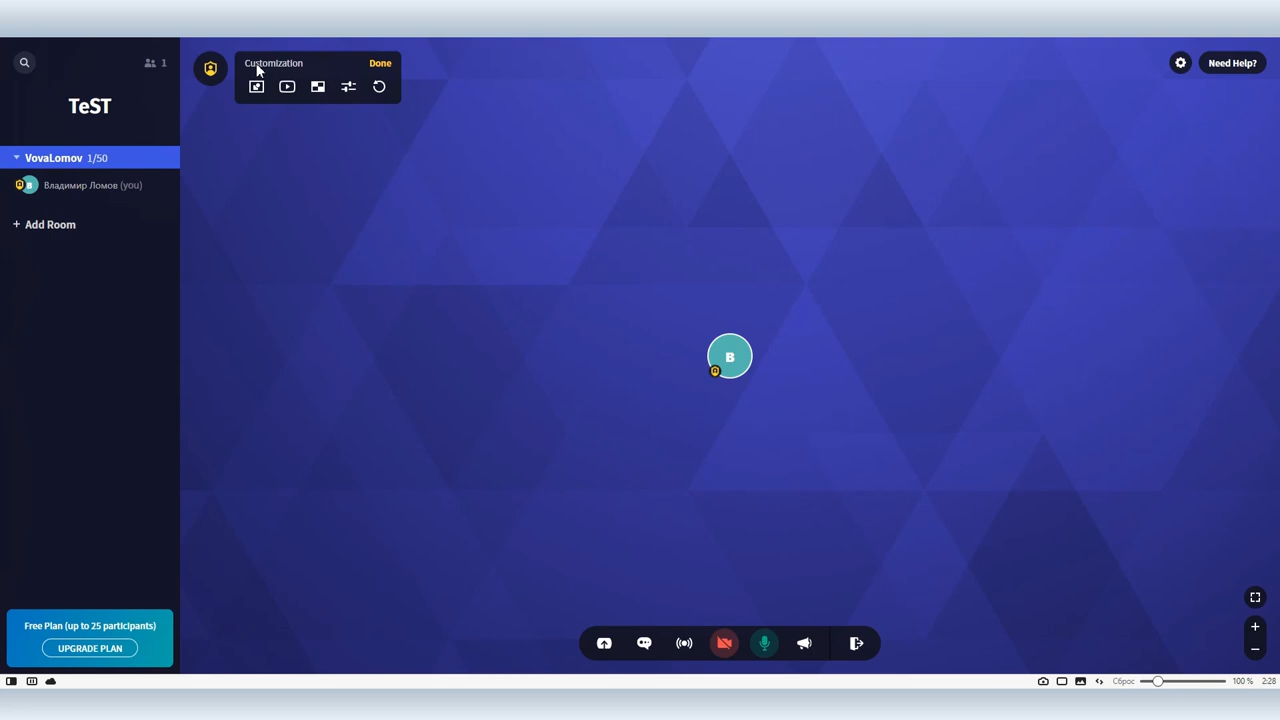 1
TeST
VovaLomov 1/50
B Владимир Ломов (you)
+ Add Room
Free Plan (up to 25 participants)
UPGRADE PLAN
Customization Done
Need Help?
B
Сброс 100 % 2:28